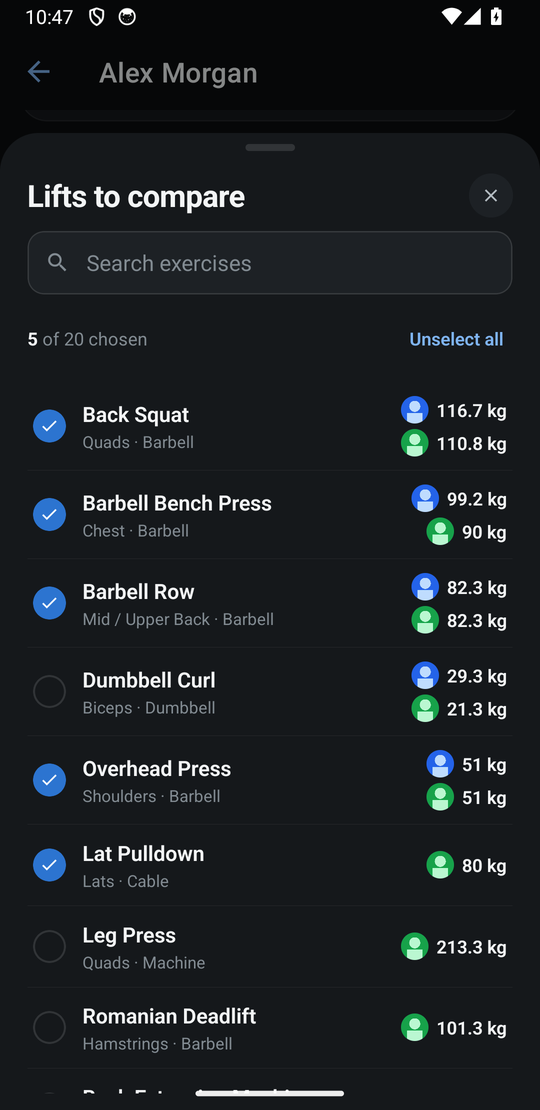 10:47
Alex Morgan
Lifts to compare
Search exercises
5 of 20 chosen
Unselect all
Back Squat
Quads · Barbell
116.7 kg
110.8 kg
Barbell Bench Press
Chest · Barbell
99.2 kg
90 kg
Barbell Row
Mid / Upper Back · Barbell
82.3 kg
82.3 kg
Dumbbell Curl
Biceps · Dumbbell
29.3 kg
21.3 kg
Overhead Press
Shoulders · Barbell
51 kg
51 kg
Lat Pulldown
Lats · Cable
80 kg
Leg Press
Quads · Machine
213.3 kg
Romanian Deadlift
Hamstrings · Barbell
101.3 kg